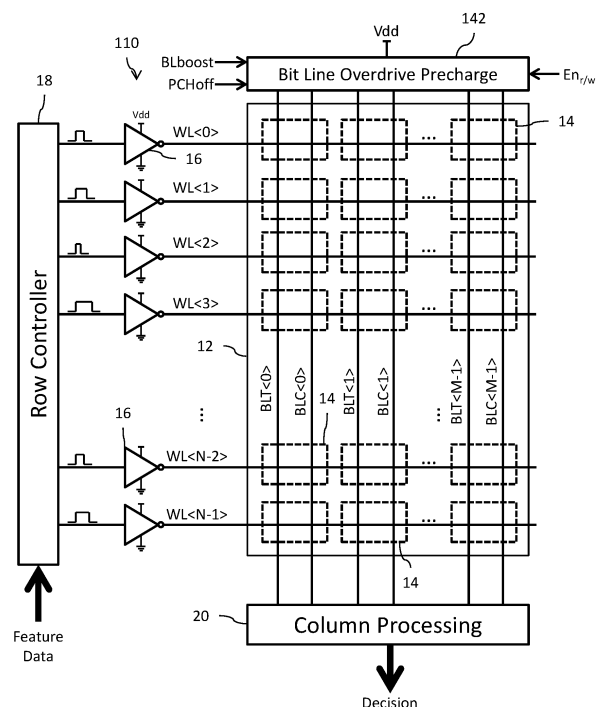 142
Vdd
110
BLboost
PCHoff
Bit Line Overdrive Precharge
En r/w
18
14
Vdd
WL<0>
16
WL<1>
WL<2>
WL<3>
Row Controller
12
BLT<0>
BLC<0>
BLT<1>
BLC<1>
BLT<M-1>
BLC<M-1>
...
...
...
...
...
...
14
16
WL<N-2>
...
WL<N-1>
...
14
20
Column Processing
Feature
Data
Decision